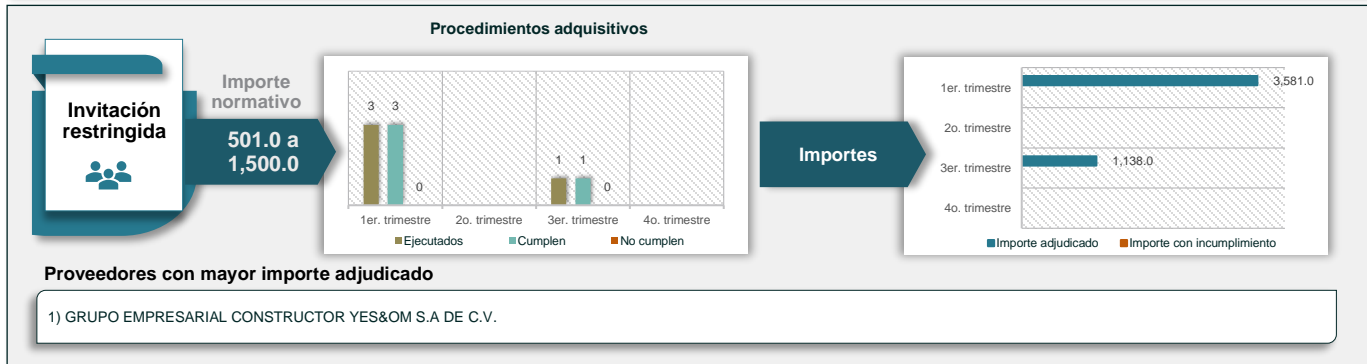 Procedimientos adquisitivos
Invitación
restringida
Importe
normativo
501.0 a
1,500.0
3 3
0
1 1
0
1er. trimestre 2o. trimestre 3er. trimestre 4o. trimestre
Ejecutados Cumplen No cumplen
Importes
1er. trimestre 3,581.0
2o. trimestre
3er. trimestre 1,138.0
4o. trimestre
Importe adjudicado Importe con incumplimiento
Proveedores con mayor importe adjudicado
1) GRUPO EMPRESARIAL CONSTRUCTOR YES&OM S.A DE C.V.